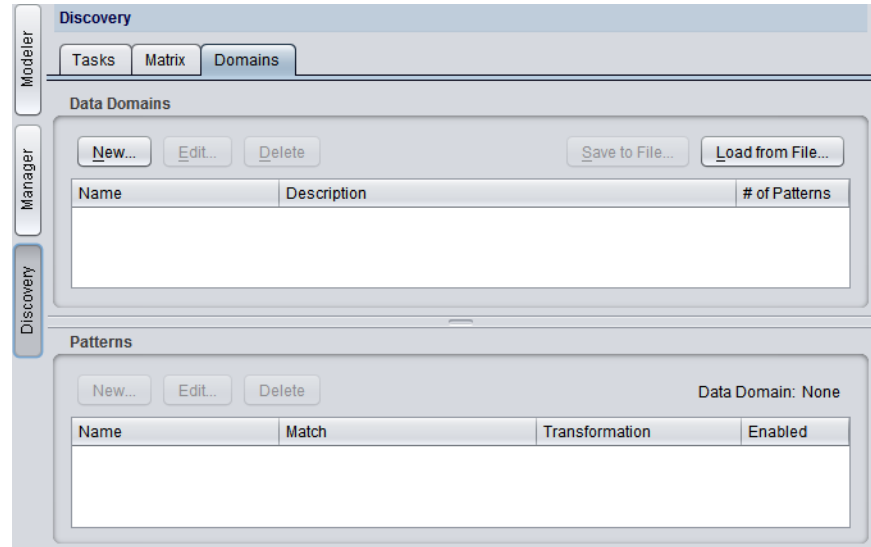 Discovery
Modeler
Manager
Discovery
Tasks Matrix Domains
Data Domains
New... Edit... Delete Save to File... Load from File...
Name Description # of Patterns
Patterns
New... Edit... Delete Data Domain: None
Name Match Transformation Enabled